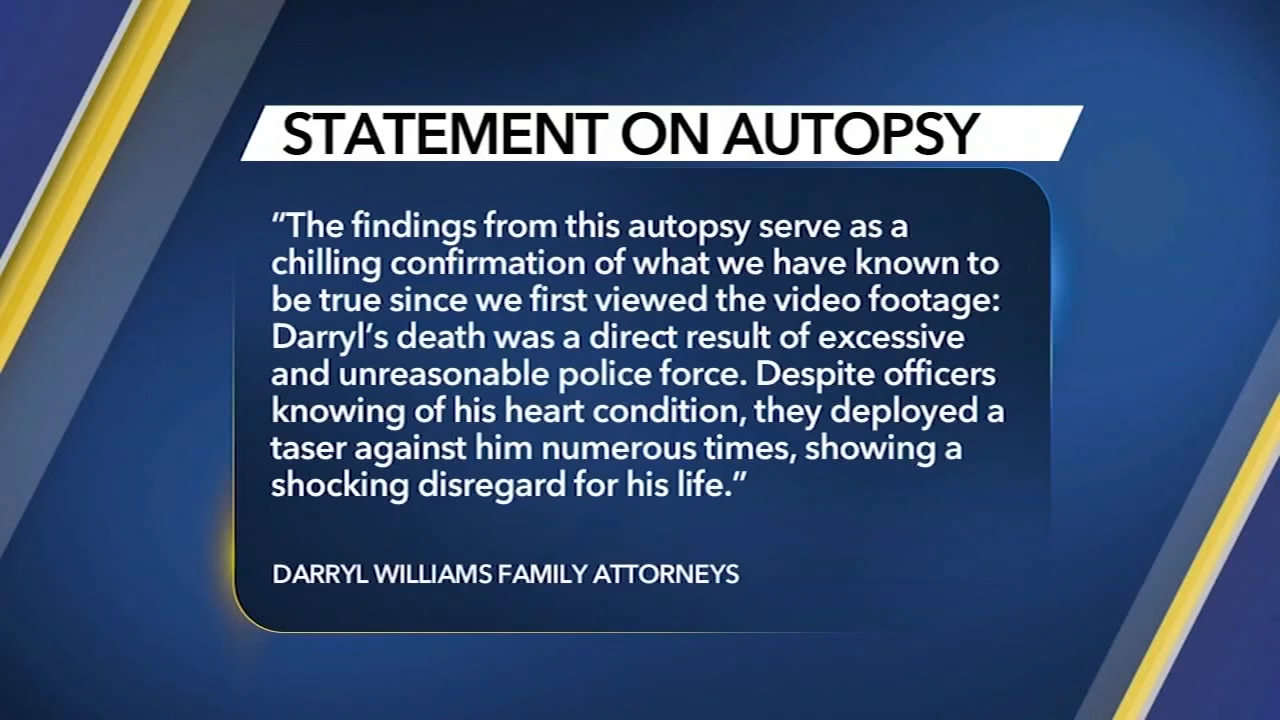 STATEMENT ON AUTOPSY
“The findings from this autopsy serve as a
chilling confirmation of what we have known to
be true since we first viewed the video footage:
Darryl’s death was a direct result of excessive
and unreasonable police force. Despite officers
knowing of his heart condition, they deployed a
taser against him numerous times, showing a
shocking disregard for his life.”
DARRYL WILLIAMS FAMILY ATTORNEYS